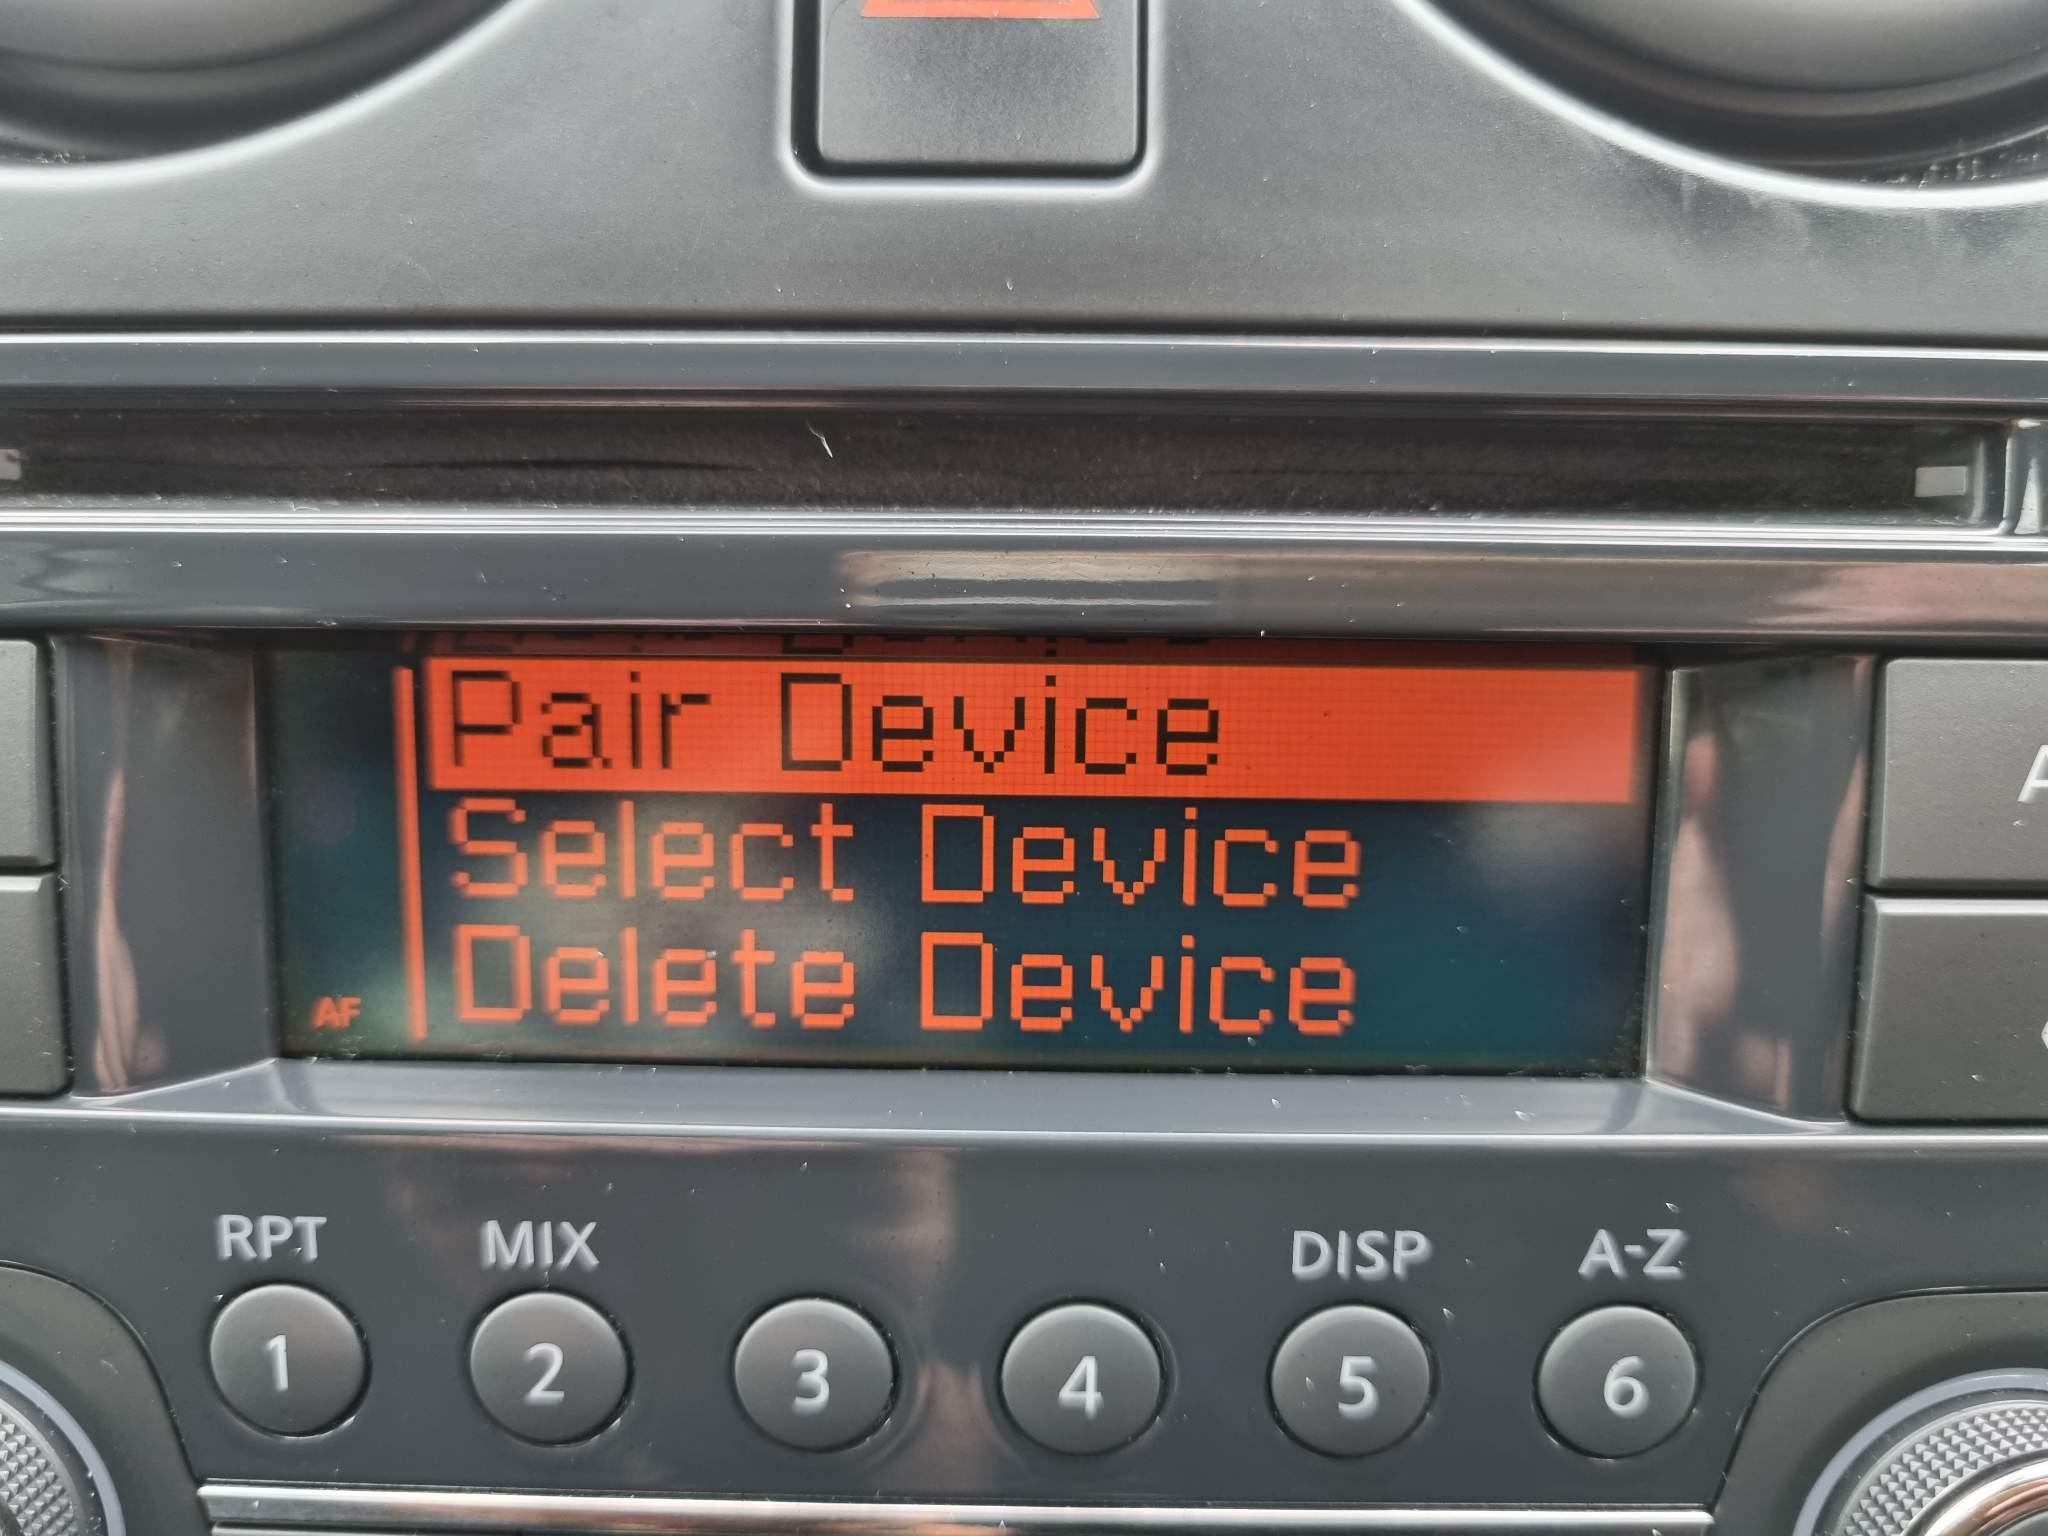 Pair Device
Select Device
Delete Device
AF
RPT
MIX
DISP
A-Z
1
2
3
4
5
6